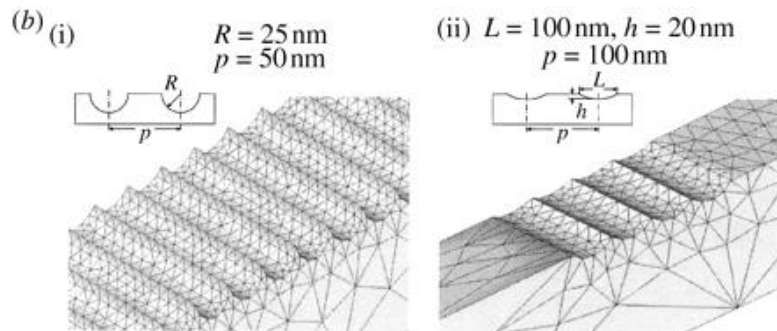 (b) (i)
R = 25 nm
p = 50 nm
R
p
(ii) L = 100 nm, h = 20 nm
p = 100 nm
L
h
p